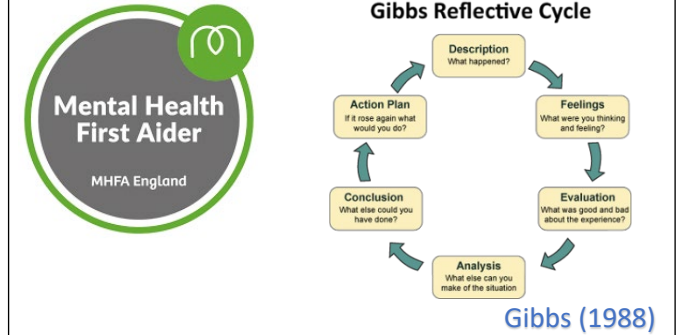 Mental Health
First Aider
MHFA England
Gibbs Reflective Cycle
Description
What happened?
Feelings
What were you thinking
and feeling?
Evaluation
What was good and bad
about the experience?
Analysis
What else can you
make of the situation
Conclusion
What else could you
have done?
Action Plan
If it rose again what
would you do?
Gibbs (1988)